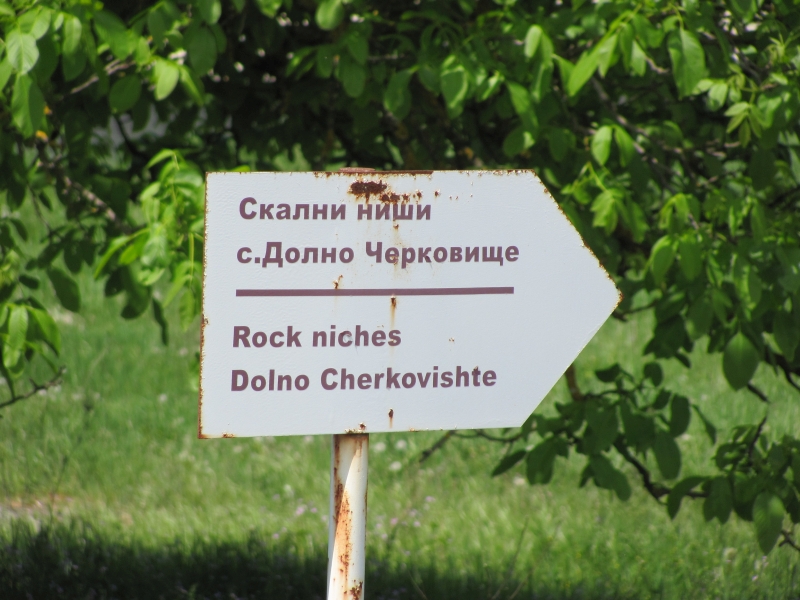 Скални ниши
с.Долно Черковище
Rock niches
Dolno Cherkovishte